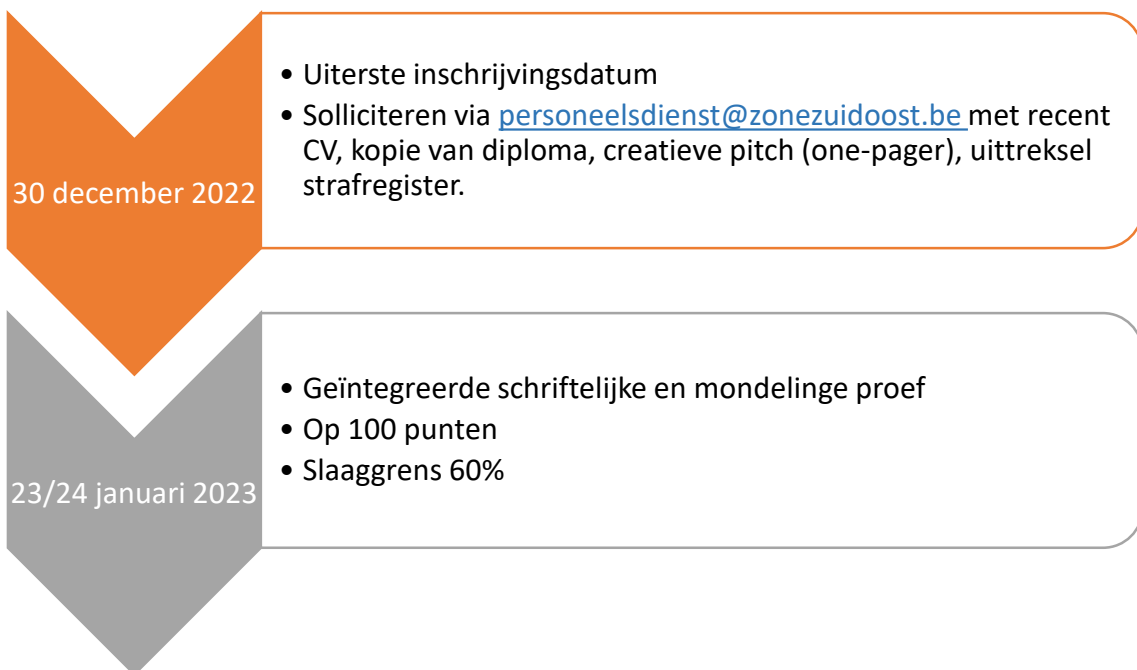 30 december 2022
• Uiterste inschrijvingsdatum
• Solliciteren via personeelsdienst@zonezuidoost.be met recent
CV, kopie van diploma, creatieve pitch (one-pager), uittreksel
strafregister.
23/24 januari 2023
• Geïntegreerde schriftelijke en mondelinge proef
• Op 100 punten
• Slaaggrens 60%